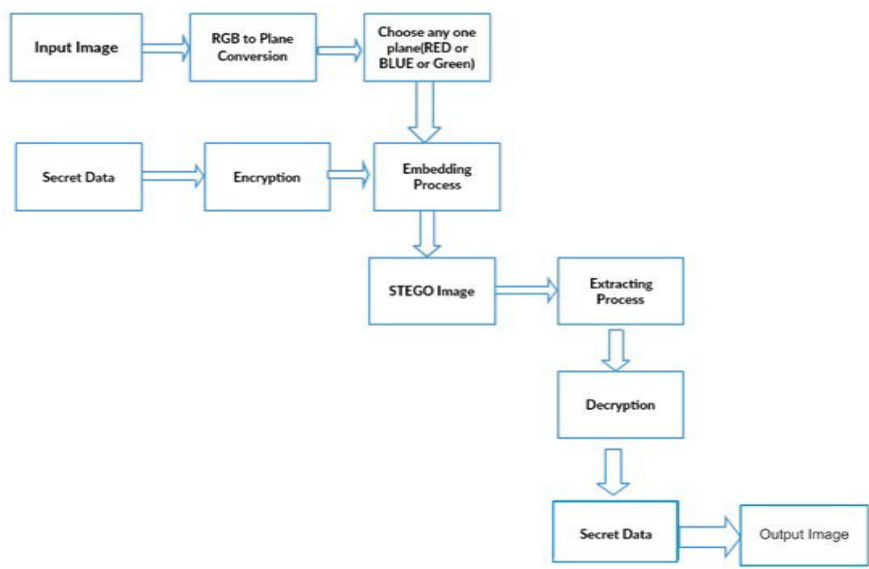 Input Image
RGB to Plane
Conversion
Choose any one
plane(RED or
BLUE or Green)
Secret Data
Encryption
Embedding
Process
STEGO Image
Extracting
Process
Decryption
Secret Data
Output Image